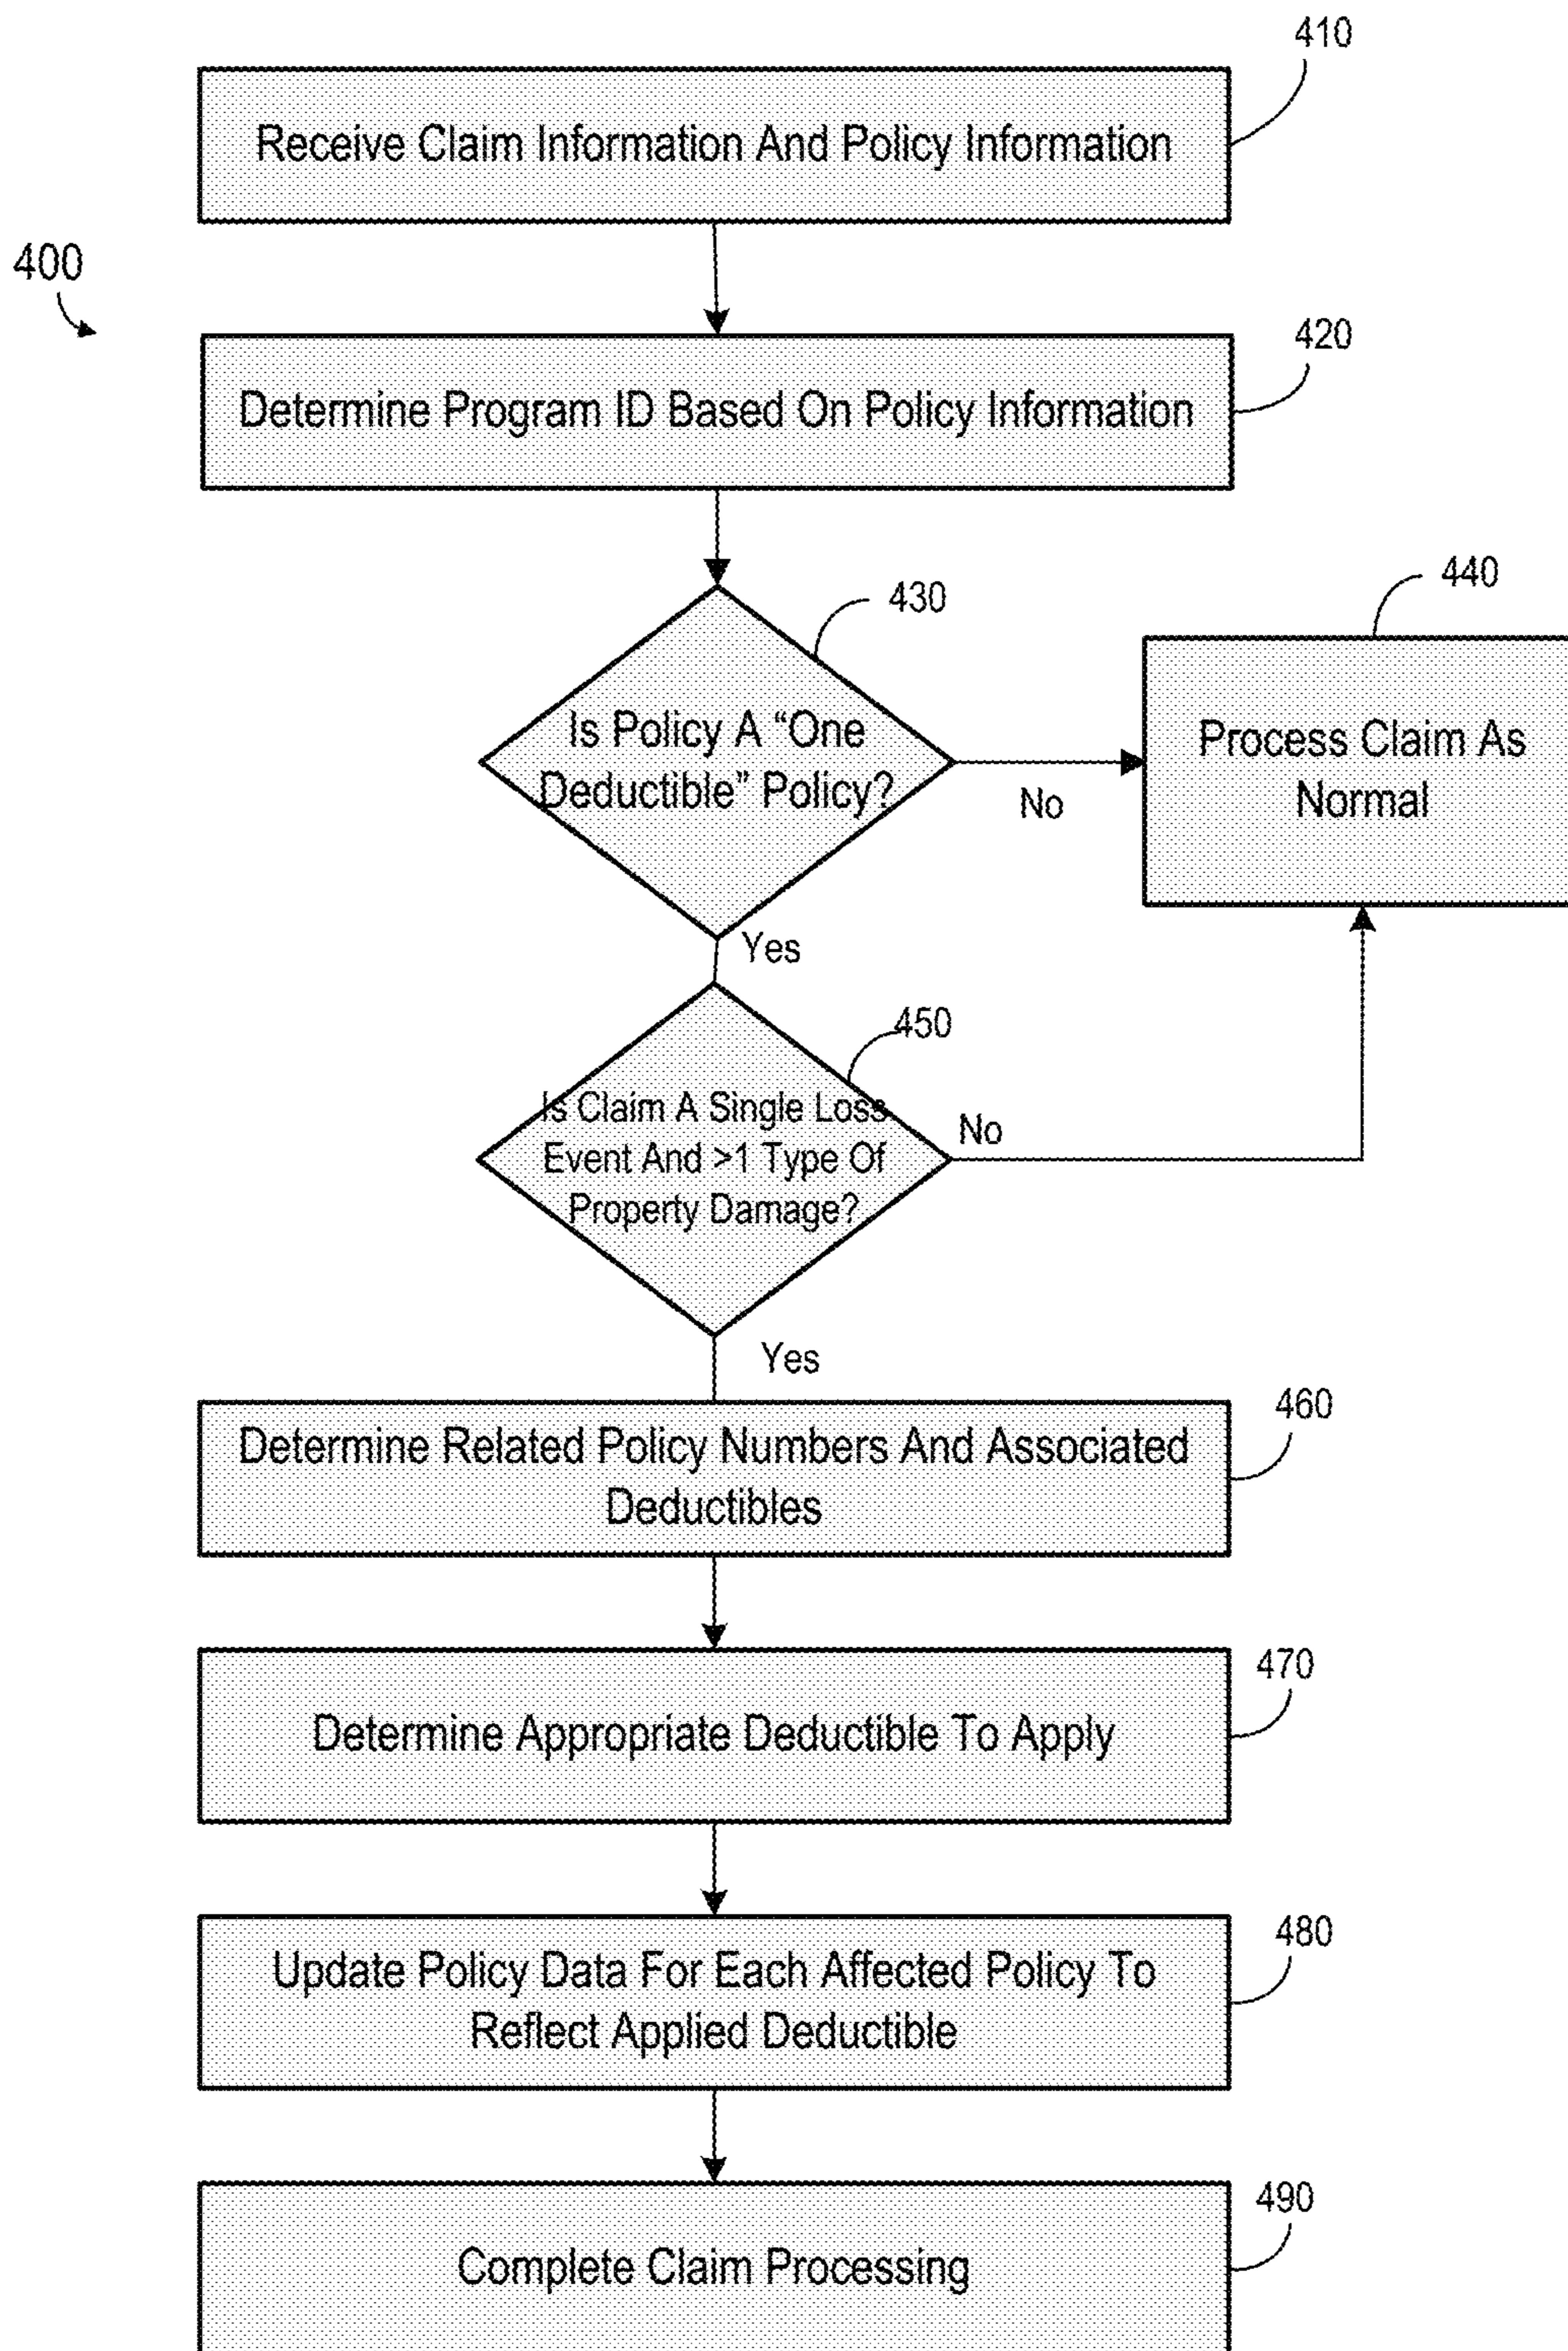 410
Receive Claim Information And Policy Information
400
420
Determine Program ID Based On Policy Information
430
440
Is Policy A “One
Deductible” Policy?
Process Claim As
Normal
No
Yes
450
Is Claim A Single Loss
Event And >1 Type Of
Property Damage?
No
Yes
460
Determine Related Policy Numbers And Associated
Deductibles
470
Determine Appropriate Deductible To Apply
480
Update Policy Data For Each Affected Policy To
Reflect Applied Deductible
490
Complete Claim Processing